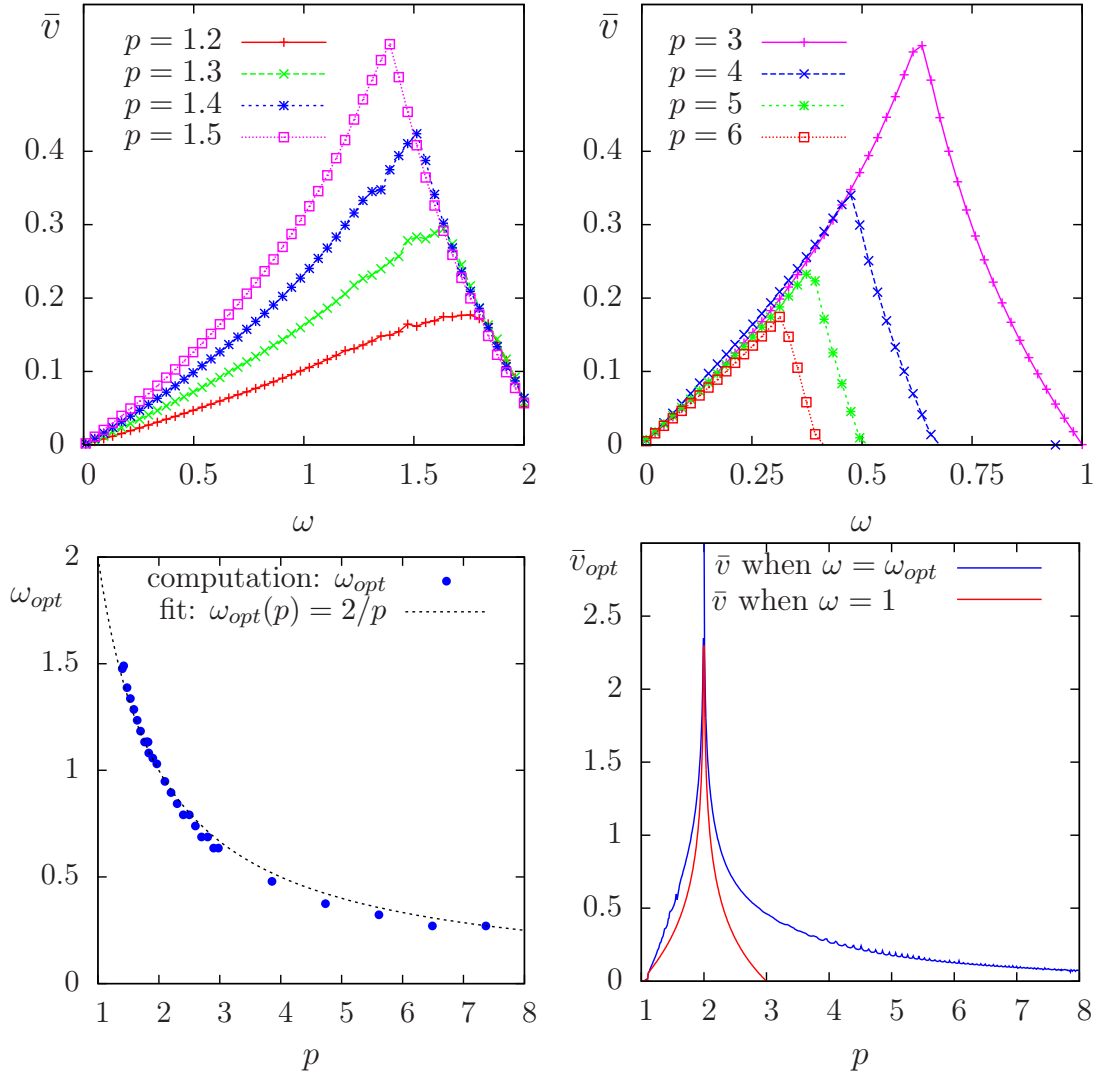 v̄
p = 1.2
p = 1.3
p = 1.4
p = 1.5
0.4
0.3
0.2
0.1
0
0 0.5 1 1.5 2
ω
v̄
p = 3
p = 4
p = 5
p = 6
0.4
0.3
0.2
0.1
0
0 0.25 0.5 0.75 1
ω
2
ω_opt
computation: ω_opt
fit: ω_opt(p) = 2/p
1.5
1
0.5
0
1 2 3 4 5 6 7 8
p
v̄_opt
v̄ when ω = ω_opt
v̄ when ω = 1
2.5
2
1.5
1
0.5
0
1 2 3 4 5 6 7 8
p